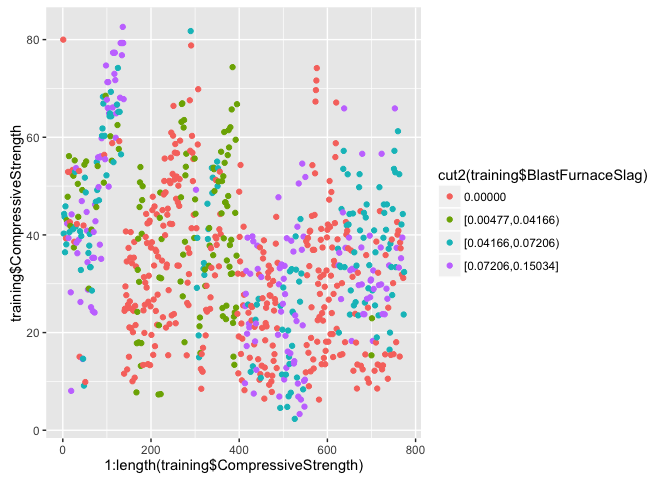 80
60
40
20
0
training$CompressiveStrength
0 200 400 600 800
1:length(training$CompressiveStrength)
cut2(training$BlastFurnaceSlag)
0.00000
[0.00477,0.04166)
[0.04166,0.07206)
[0.07206,0.15034]